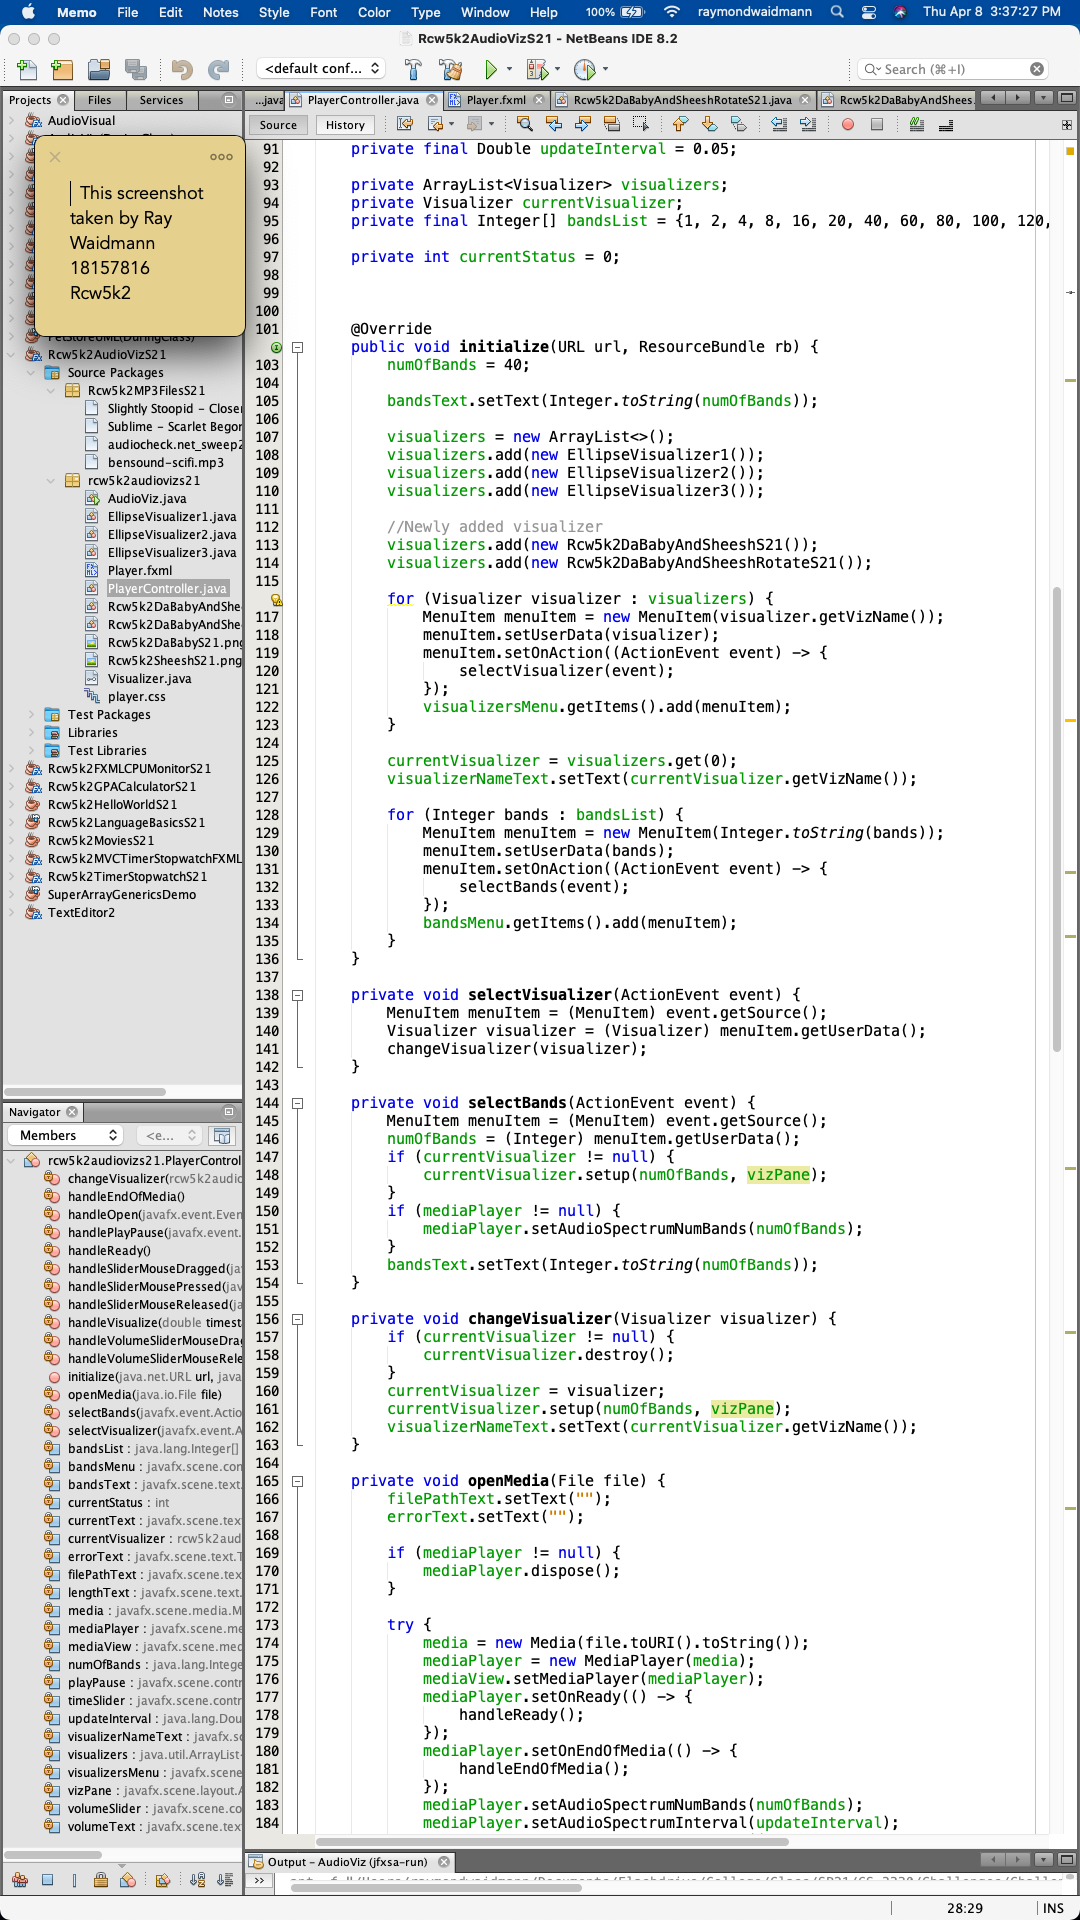 Memo File Edit Notes Style Font Color Type Window Help 100% raymondwaidmann Thu Apr 8 3:37:27 PM
Rcw5k2AudioVizS21 - NetBeans IDE 8.2
<default conf... Search (⌘+I)
Projects Files Services
...java PlayerController.java Player.fxml Rcw5k2DaBabyAndSheeshRotateS21.java Rcw5k2DaBabyAndShees
Source History
AudioVisual
This screenshot
taken by Ray
Waidmann
18157816
Rcw5k2
PetStoreUML(DuringClass)
Rcw5k2AudioVizS21
Source Packages
Rcw5k2MP3FilesS21
Slightly Stoopid - Closer
Sublime - Scarlet Begor
audiocheck.net_sweep2
bensound-scifi.mp3
rcw5k2audiovizs21
AudioViz.java
EllipseVisualizer1.java
EllipseVisualizer2.java
EllipseVisualizer3.java
Player.fxml
PlayerController.java
Rcw5k2DaBabyAndShe
Rcw5k2DaBabyAndShe
Rcw5k2DaBabyS21.png
Rcw5k2SheeshS21.png
Visualizer.java
player.css
Test Packages
Libraries
Test Libraries
Rcw5k2FXMLCPUMonitorS21
Rcw5k2GPACalculatorS21
Rcw5k2HelloWorldS21
Rcw5k2LanguageBasicsS21
Rcw5k2MoviesS21
Rcw5k2MVCTimerStopwatchFXML
Rcw5k2TimerStopwatchS21
SuperArrayGenericsDemo
TextEditor2
Navigator
Members <e...
rcw5k2audiovizs21.PlayerControl
changeVisualizer(rcw5k2audic
handleEndOfMedia()
handleOpen(javafx.event.Even
handlePlayPause(javafx.event.
handleReady()
handleSliderMouseDragged(ja
handleSliderMousePressed(jav
handleSliderMouseReleased(ja
handleVisualize(double timest
handleVolumeSliderMouseDrag
handleVolumeSliderMouseRele
initialize(java.net.URL url, java
openMedia(java.io.File file)
selectBands(javafx.event.Actio
selectVisualizer(javafx.event.A
bandsList : java.lang.Integer[]
bandsMenu : javafx.scene.con
bandsText : javafx.scene.text.
currentStatus : int
currentText : javafx.scene.tex
currentVisualizer : rcw5k2aud
errorText : javafx.scene.text.T
filePathText : javafx.scene.tex
lengthText : javafx.scene.text.
media : javafx.scene.media.M
mediaPlayer : javafx.scene.me
mediaView : javafx.scene.med
numOfBands : java.lang.Intege
playPause : javafx.scene.contr
timeSlider : javafx.scene.contr
updateInterval : java.lang.Dou
visualizerNameText : javafx.sc
visualizers : java.util.ArrayList
visualizersMenu : javafx.scene
vizPane : javafx.scene.layout.A
volumeSlider : javafx.scene.co
volumeText : javafx.scene.text
91 private final Double updateInterval = 0.05;
92
93 private ArrayList<Visualizer> visualizers;
94 private Visualizer currentVisualizer;
95 private final Integer[] bandsList = {1, 2, 4, 8, 16, 20, 40, 60, 80, 100, 120,
96
97 private int currentStatus = 0;
98
99
100
101 @Override
public void initialize(URL url, ResourceBundle rb) {
103 numOfBands = 40;
104
105 bandsText.setText(Integer.toString(numOfBands));
106
107 visualizers = new ArrayList<>();
108 visualizers.add(new EllipseVisualizer1());
109 visualizers.add(new EllipseVisualizer2());
110 visualizers.add(new EllipseVisualizer3());
111
112 //Newly added visualizer
113 visualizers.add(new Rcw5k2DaBabyAndSheeshS21());
114 visualizers.add(new Rcw5k2DaBabyAndSheeshRotateS21());
115
for (Visualizer visualizer : visualizers) {
117 MenuItem menuItem = new MenuItem(visualizer.getVizName());
118 menuItem.setUserData(visualizer);
119 menuItem.setOnAction((ActionEvent event) -> {
120 selectVisualizer(event);
121 });
122 visualizersMenu.getItems().add(menuItem);
123 }
124
125 currentVisualizer = visualizers.get(0);
126 visualizerNameText.setText(currentVisualizer.getVizName());
127
128 for (Integer bands : bandsList) {
129 MenuItem menuItem = new MenuItem(Integer.toString(bands));
130 menuItem.setUserData(bands);
131 menuItem.setOnAction((ActionEvent event) -> {
132 selectBands(event);
133 });
134 bandsMenu.getItems().add(menuItem);
135 }
136 }
137
138 private void selectVisualizer(ActionEvent event) {
139 MenuItem menuItem = (MenuItem) event.getSource();
140 Visualizer visualizer = (Visualizer) menuItem.getUserData();
141 changeVisualizer(visualizer);
142 }
143
144 private void selectBands(ActionEvent event) {
145 MenuItem menuItem = (MenuItem) event.getSource();
146 numOfBands = (Integer) menuItem.getUserData();
147 if (currentVisualizer != null) {
148 currentVisualizer.setup(numOfBands, vizPane);
149 }
150 if (mediaPlayer != null) {
151 mediaPlayer.setAudioSpectrumNumBands(numOfBands);
152 }
153 bandsText.setText(Integer.toString(numOfBands));
154 }
155
156 private void changeVisualizer(Visualizer visualizer) {
157 if (currentVisualizer != null) {
158 currentVisualizer.destroy();
159 }
160 currentVisualizer = visualizer;
161 currentVisualizer.setup(numOfBands, vizPane);
162 visualizerNameText.setText(currentVisualizer.getVizName());
163 }
164
165 private void openMedia(File file) {
166 filePathText.setText("");
167 errorText.setText("");
168
169 if (mediaPlayer != null) {
170 mediaPlayer.dispose();
171 }
172
173 try {
174 media = new Media(file.toURI().toString());
175 mediaPlayer = new MediaPlayer(media);
176 mediaView.setMediaPlayer(mediaPlayer);
177 mediaPlayer.setOnReady(() -> {
178 handleReady();
179 });
180 mediaPlayer.setOnEndOfMedia(() -> {
181 handleEndOfMedia();
182 });
183 mediaPlayer.setAudioSpectrumNumBands(numOfBands);
184 mediaPlayer.setAudioSpectrumInterval(updateInterval);
Output - AudioViz (jfxsa-run)
28:29 INS